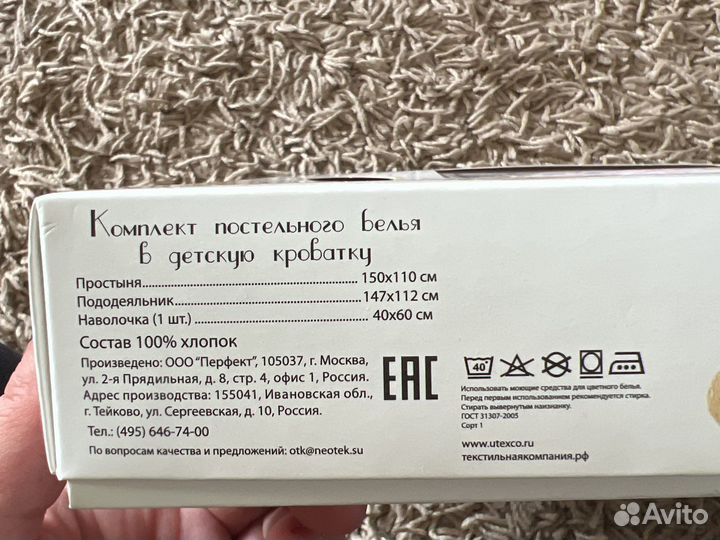 Комплект постельного белья
в детскую кроватку
Простыня........................................................ 150x110 см
Пододеяльник................................................ 147x112 см
Наволочка (1 шт.) ............................................ 40x60 см
Состав 100% хлопок
Произведено: ООО "Перфект", 105037, г. Москва,
ул. 2-я Прядильная, д. 8, стр. 4, офис 1, Россия.
Адрес производства: 155041, Ивановская обл.,
г. Тейково, ул. Сергеевская, д. 10, Россия.
Тел.: (495) 646-74-00
По вопросам качества и предложений: otk@neotek.su
EAC
40°
Использовать моющие средства для цветного белья.
Перед первым использованием рекомендуется стирка.
Стирать вывернутым наизнанку.
ГОСТ 31307-2005
Сорт 1
www.utexco.ru
текстильнаякомпания.рф
Avito